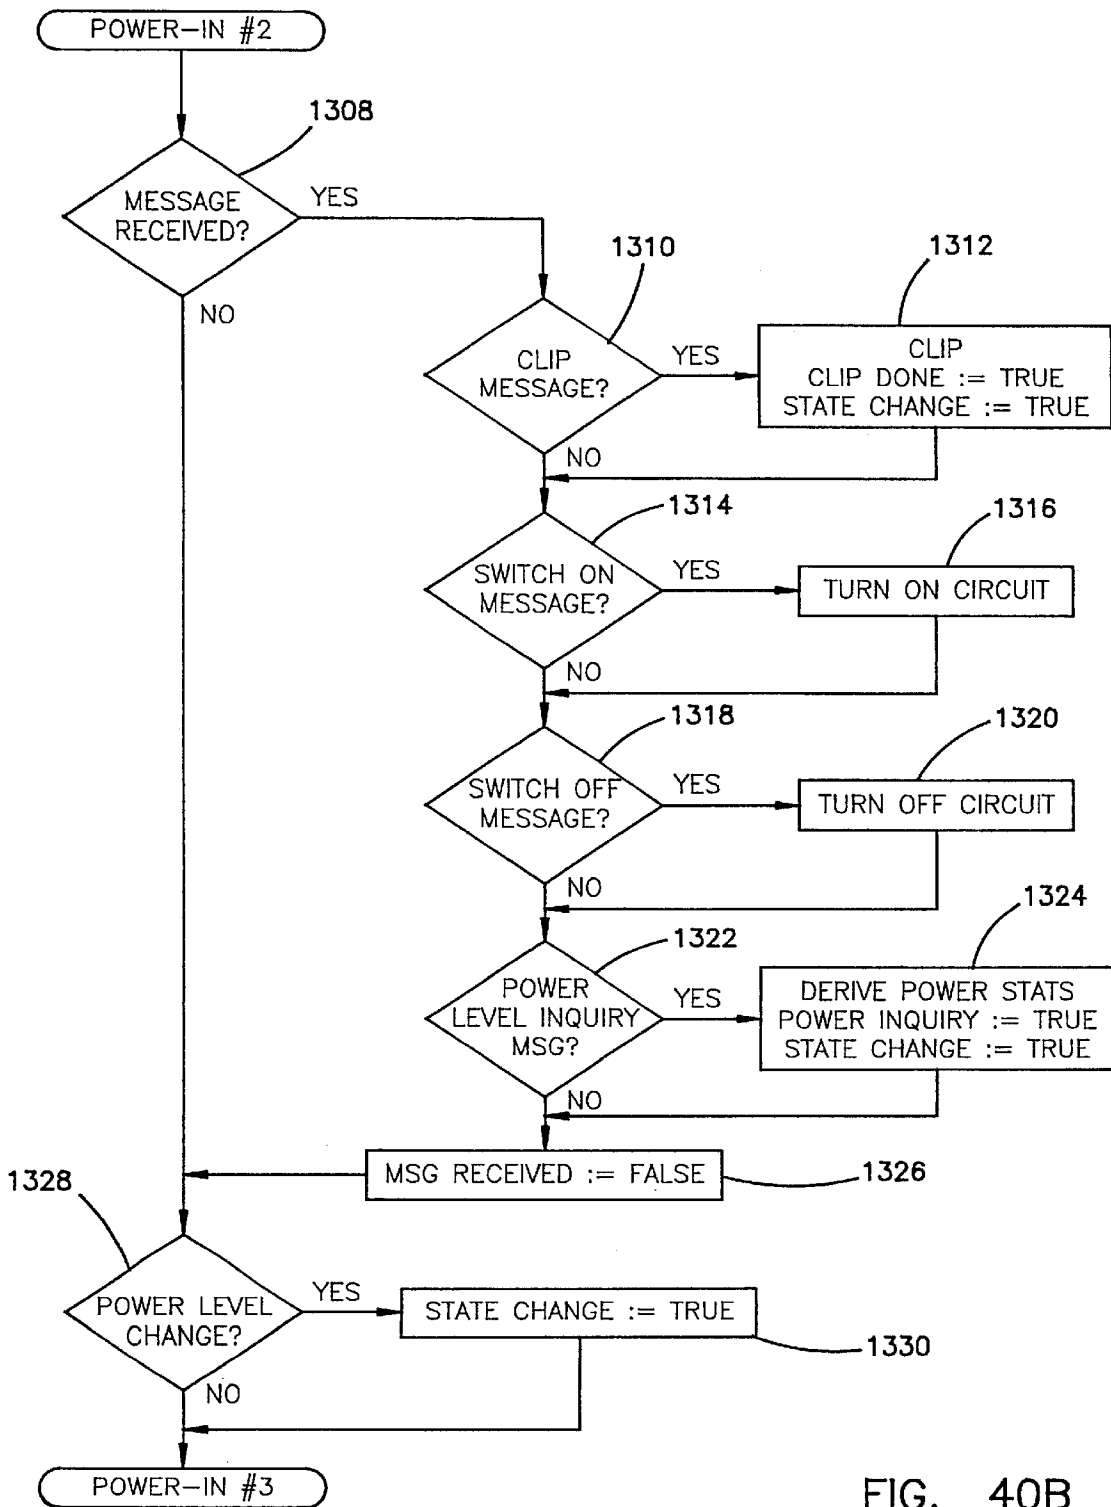 POWER-IN #2
1308
MESSAGE
RECEIVED?
YES
NO
1310
CLIP
MESSAGE?
YES
NO
1312
CLIP
CLIP DONE := TRUE
STATE CHANGE := TRUE
1314
SWITCH ON
MESSAGE?
YES
NO
1316
TURN ON CIRCUIT
1318
SWITCH OFF
MESSAGE?
YES
NO
1320
TURN OFF CIRCUIT
1322
POWER
LEVEL INQUIRY
MSG?
YES
NO
1324
DERIVE POWER STATS
POWER INQUIRY := TRUE
STATE CHANGE := TRUE
MSG RECEIVED := FALSE
1326
1328
POWER LEVEL
CHANGE?
YES
NO
STATE CHANGE := TRUE
1330
POWER-IN #3
FIG. 40B